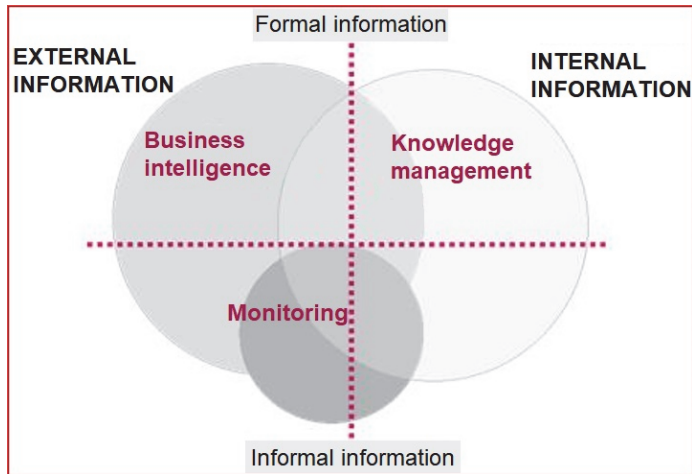 Formal information
EXTERNAL
INFORMATION
INTERNAL
INFORMATION
Business
intelligence
Knowledge
management
Monitoring
Informal information